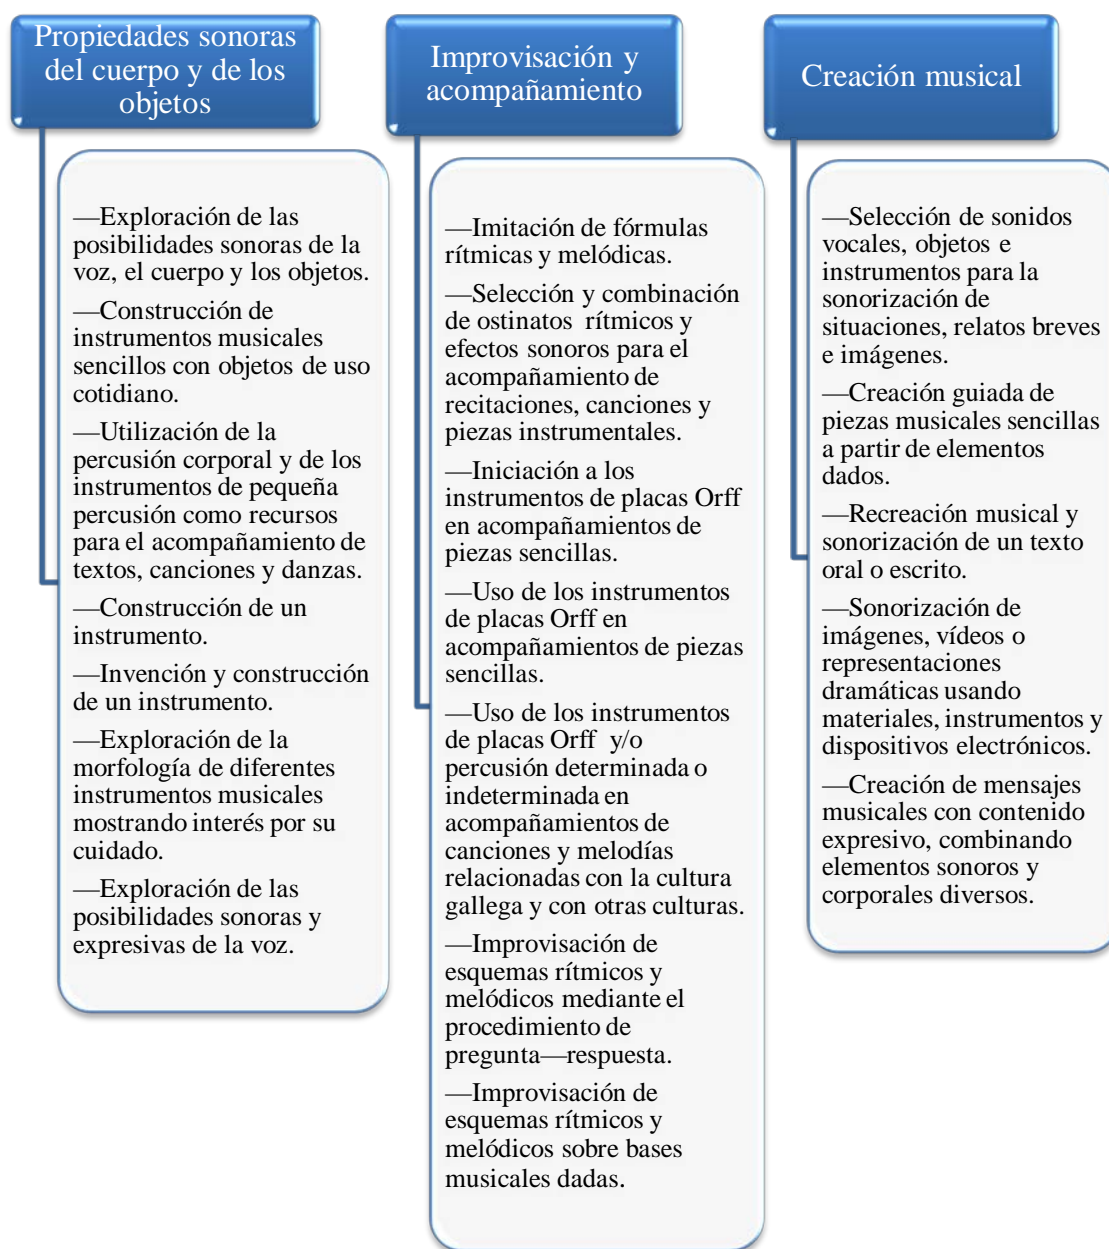 Propiedades sonoras
del cuerpo y de los
objetos
—Exploración de las
posibilidades sonoras de la
voz, el cuerpo y los objetos.
—Construcción de
instrumentos musicales
sencillos con objetos de uso
cotidiano.
—Utilización de la
percusión corporal y de los
instrumentos de pequeña
percusión como recursos
para el acompañamiento de
textos, canciones y danzas.
—Construcción de un
instrumento.
—Invención y construcción
de un instrumento.
—Exploración de la
morfología de diferentes
instrumentos musicales
mostrando interés por su
cuidado.
—Exploración de las
posibilidades sonoras y
expresivas de la voz.
Improvisación y
acompañamiento
—Imitación de fórmulas
rítmicas y melódicas.
—Selección y combinación
de ostinatos rítmicos y
efectos sonoros para el
acompañamiento de
recitaciones, canciones y
piezas instrumentales.
—Iniciación a los
instrumentos de placas Orff
en acompañamientos de
piezas sencillas.
—Uso de los instrumentos
de placas Orff en
acompañamientos de piezas
sencillas.
—Uso de los instrumentos
de placas Orff y/o
percusión determinada o
indeterminada en
acompañamientos de
canciones y melodías
relacionadas con la cultura
gallega y con otras culturas.
—Improvisación de
esquemas rítmicos y
melódicos mediante el
procedimiento de
pregunta—respuesta.
—Improvisación de
esquemas rítmicos y
melódicos sobre bases
musicales dadas.
Creación musical
—Selección de sonidos
vocales, objetos e
instrumentos para la
sonorización de
situaciones, relatos breves
e imágenes.
—Creación guiada de
piezas musicales sencillas
a partir de elementos
dados.
—Recreación musical y
sonorización de un texto
oral o escrito.
—Sonorización de
imágenes, vídeos o
representaciones
dramáticas usando
materiales, instrumentos y
dispositivos electrónicos.
—Creación de mensajes
musicales con contenido
expresivo, combinando
elementos sonoros y
corporales diversos.